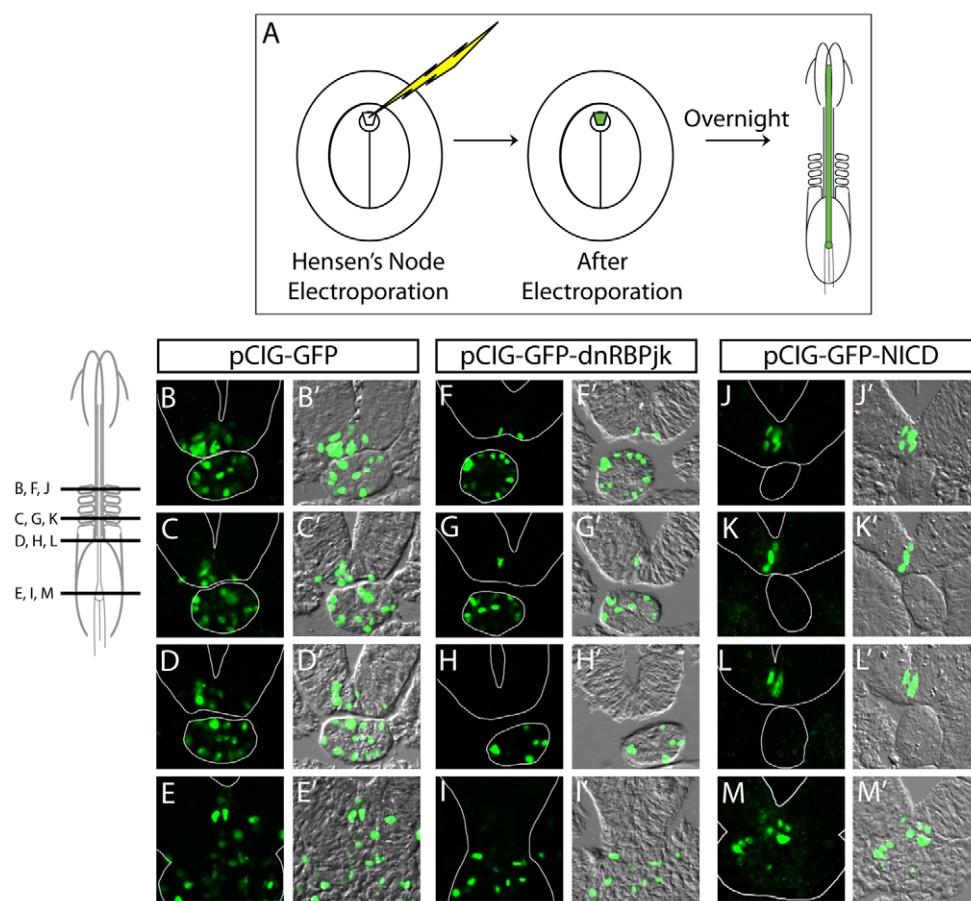 A
Overnight
Hensen's Node
Electroporation
After
Electroporation
pCIG-GFP
pCIG-GFP-dnRBPjk
pCIG-GFP-NICD
B B' F F' J J'
B, F, J
C, G, K
C C' G G' K K'
D, H, L
E, I, M
D D' H H' L L'
E E' I I' M M'